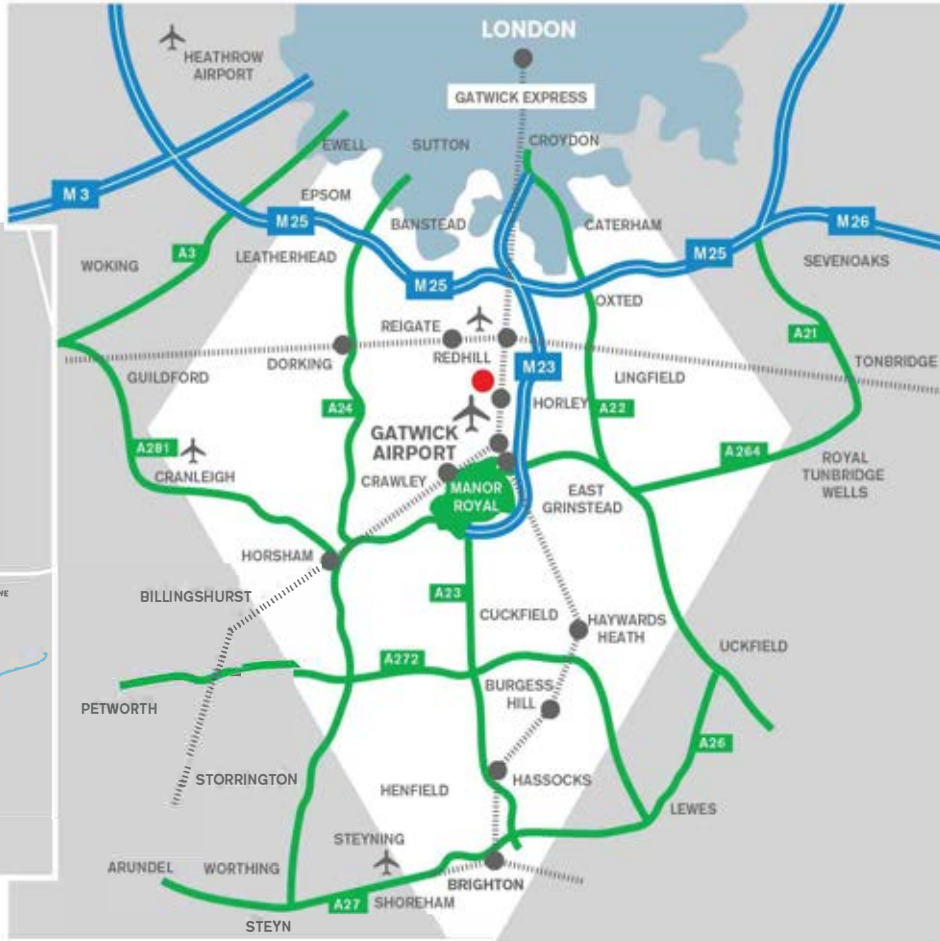 LONDON
HEATHROW
AIRPORT
GATWICK EXPRESS
EWELL
SUTTON
CROYDON
M3
EPSOM
M25
BANSTEAD
CATERHAM
M26
A3
LEATHERHEAD
M25
SEVENOAKS
WOKING
M25
OXTED
REIGATE
A21
REDHILL
DORKING
M23
TONBRIDGE
GUILDFORD
LINGFIELD
A24
HORLEY
A22
GATWICK
AIRPORT
A281
A264
CRANLEIGH
CRAWLEY
ROYAL
TUNBRIDGE
WELLS
MANOR
ROYAL
EAST
GRINSTEAD
HORSHAM
BILLINGSHURST
A23
CUCKFIELD
HAYWARDS
HEATH
UCKFIELD
A272
BURGESS
HILL
PETWORTH
A26
STORRINGTON
HASSOCKS
HENFIELD
LEWES
STEYNING
ARUNDEL
WORTHING
BRIGHTON
A27
SHOREHAM
STEYN